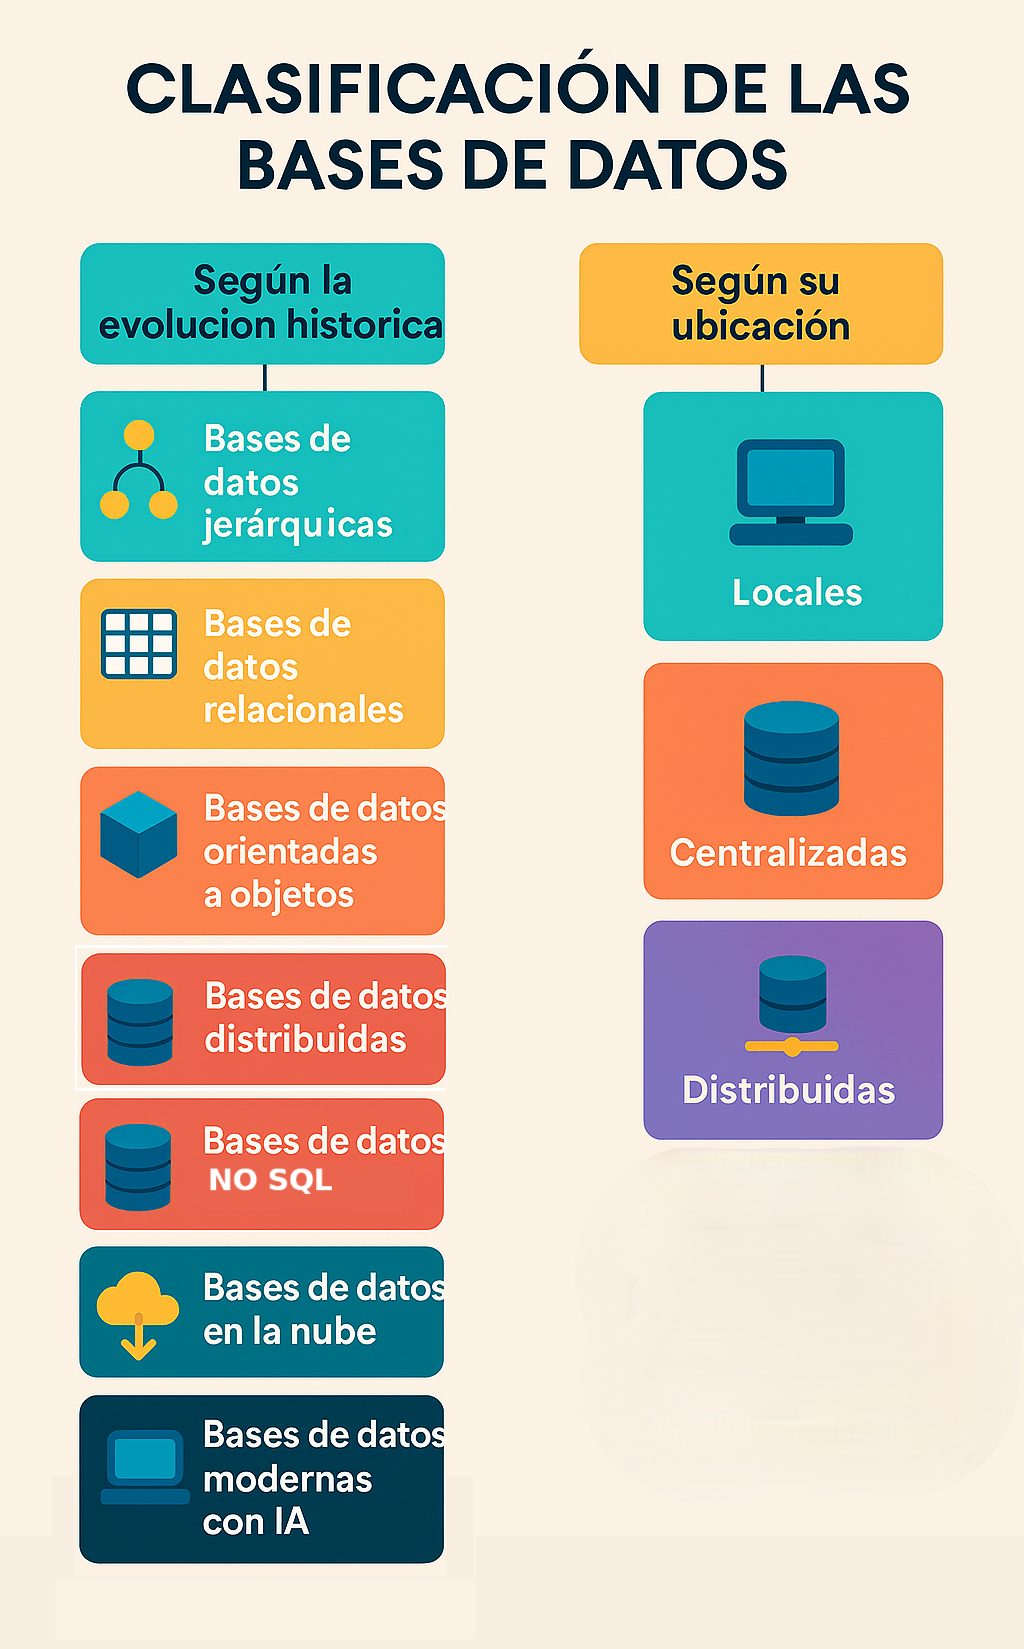 CLASIFICACIÓN DE LAS
BASES DE DATOS
Según la
evolucion historica
Bases de
datos
jerárquicas
Bases de
datos
relacionales
Bases de datos
orientadas
a objetos
Bases de datos
distribuidas
Bases de datos
NO SQL
Bases de datos
en la nube
Bases de datos
modernas
con IA
Según su
ubicación
Locales
Centralizadas
Distribuidas